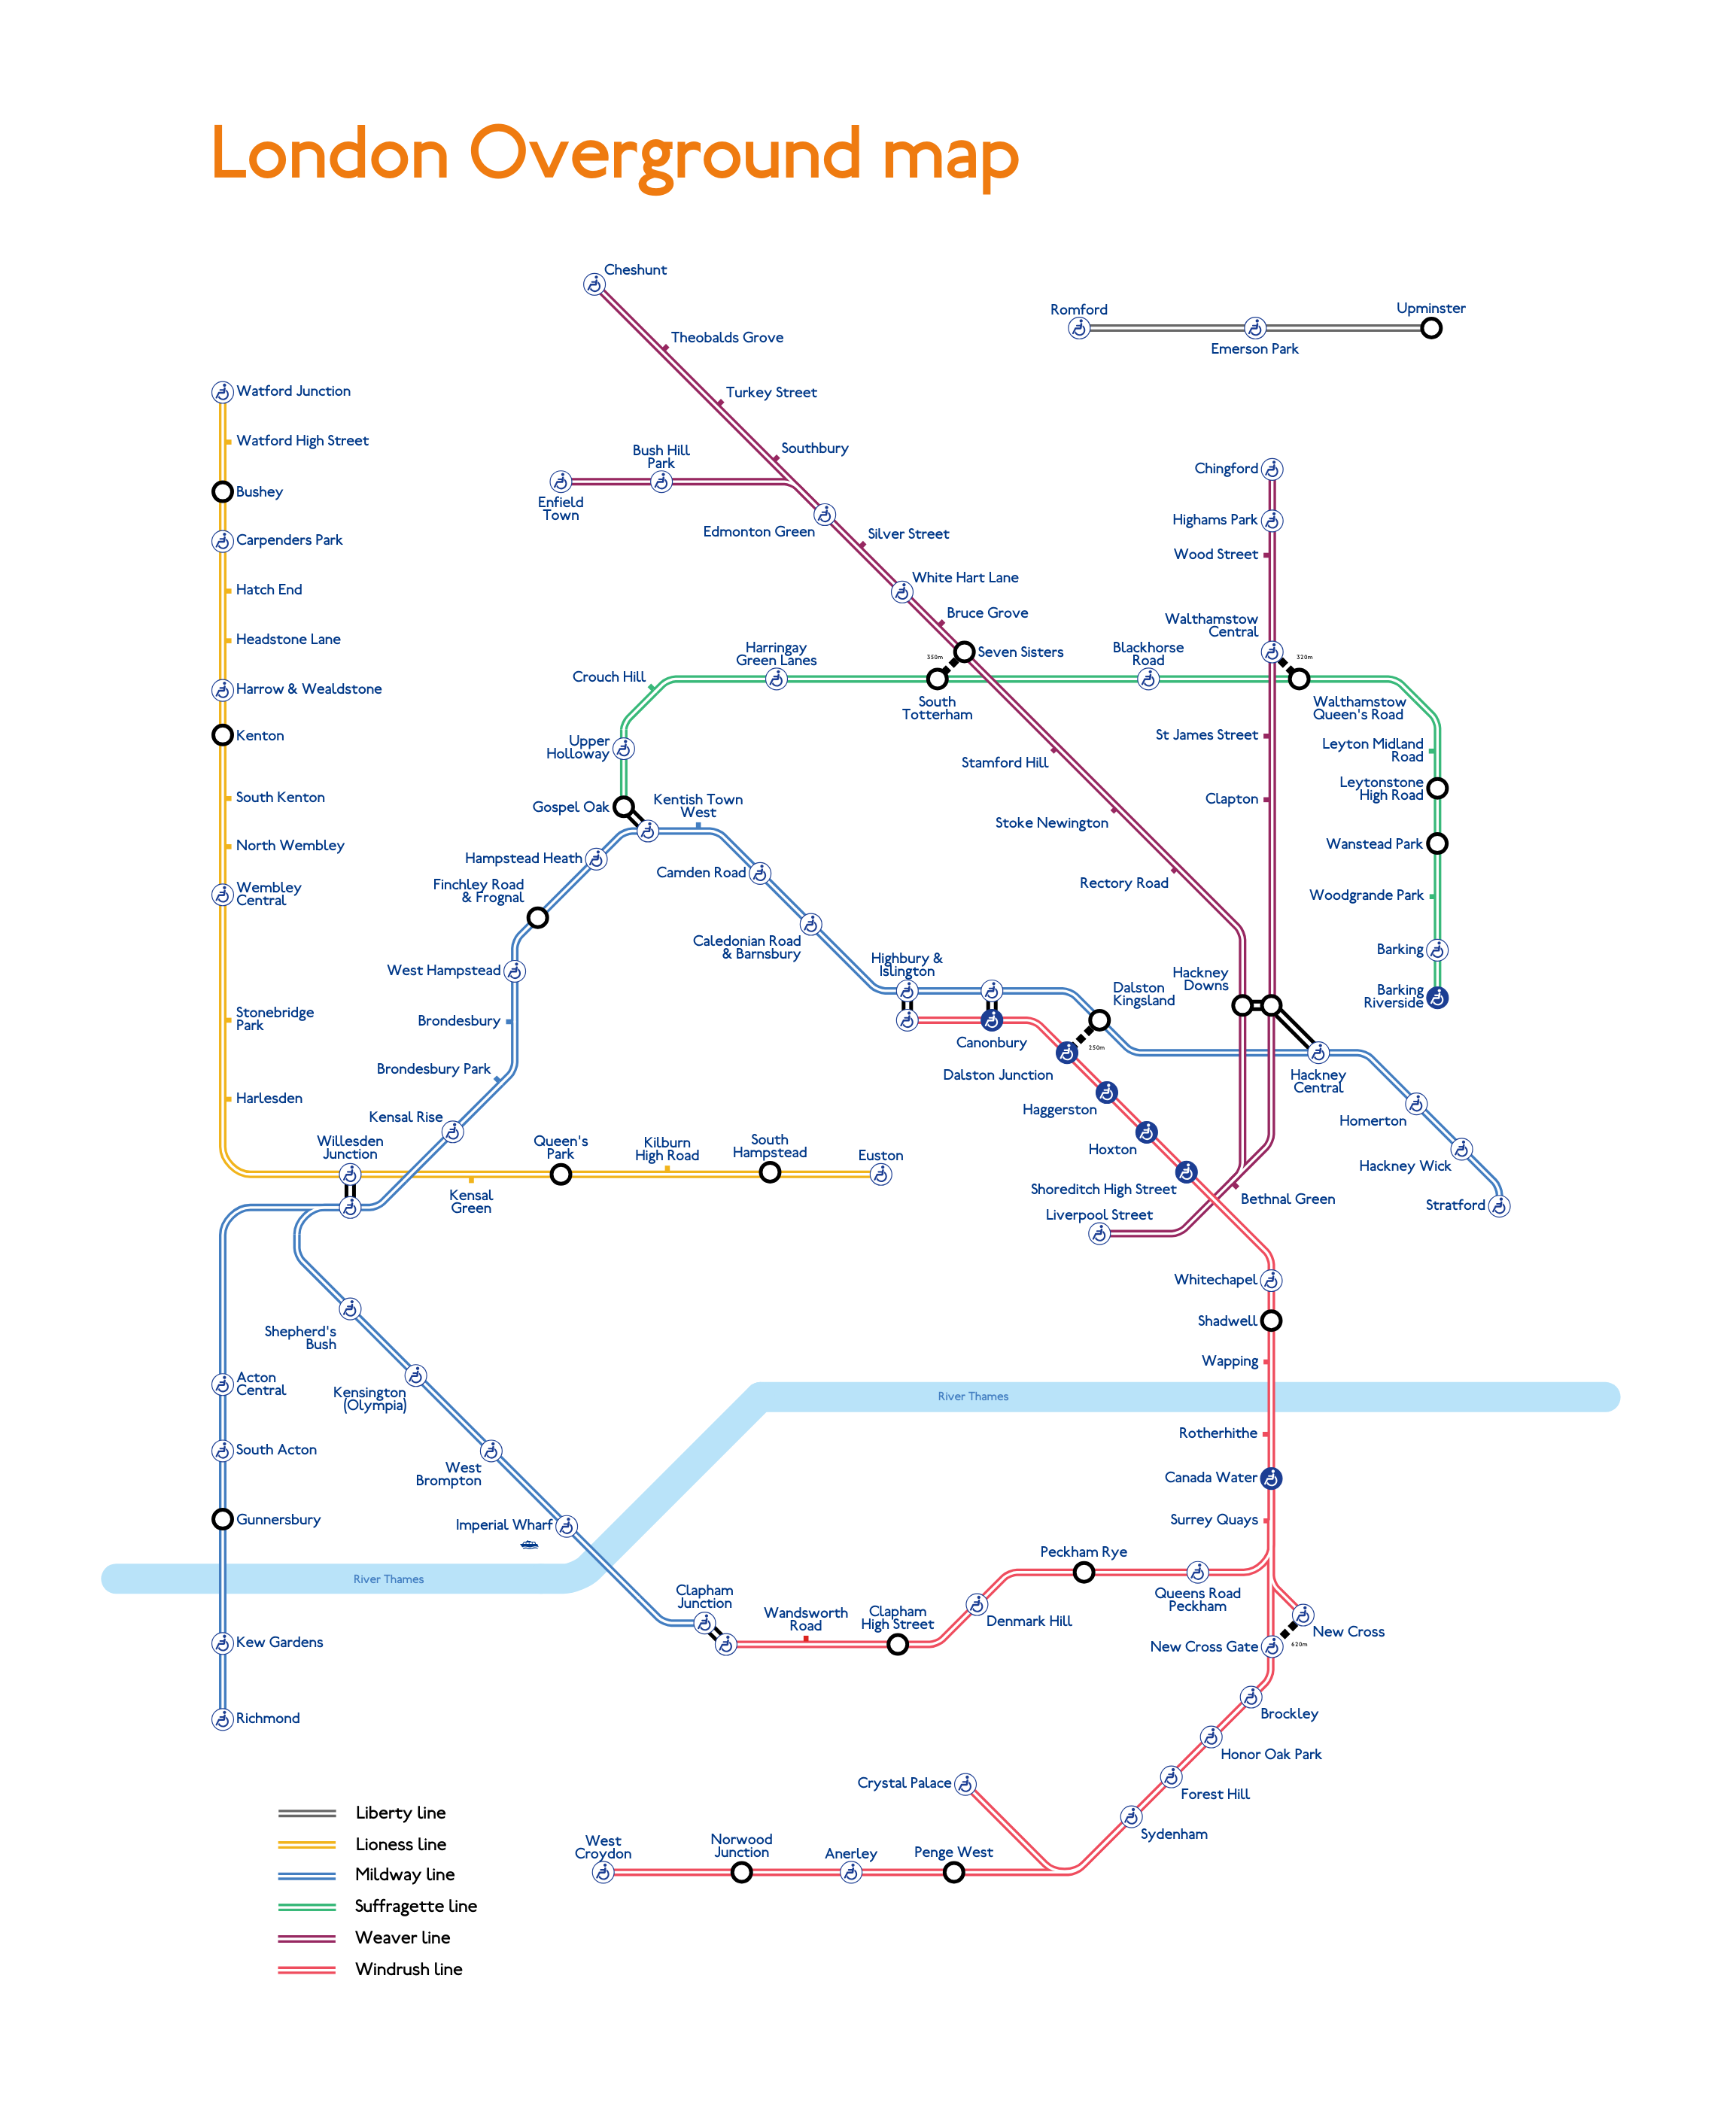 London Overground map
Cheshunt
Theobalds Grove
Turkey Street
Southbury
Bush Hill
Park
Enfield
Town
Edmonton Green
Silver Street
White Hart Lane
Bruce Grove
Seven Sisters
350m
South
Tottenham
Stamford Hill
Stoke Newington
Rectory Road
Romford
Emerson Park
Upminster
Watford Junction
Watford High Street
Bushey
Carpenders Park
Hatch End
Headstone Lane
Harrow & Wealdstone
Kenton
South Kenton
North Wembley
Wembley
Central
Stonebridge
Park
Harlesden
Willesden
Junction
Kensal
Green
Queen's
Park
Kilburn
High Road
South
Hampstead
Euston
Chingford
Highams Park
Wood Street
Walthamstow
Central
320m
Walthamstow
Queen's Road
St James Street
Clapton
Hackney
Downs
Bethnal Green
Liverpool Street
Harringay
Green Lanes
Crouch Hill
Upper
Holloway
Gospel Oak
Blackhorse
Road
Leyton Midland
Road
Leytonstone
High Road
Wanstead Park
Woodgrande Park
Barking
Barking
Riverside
Kentish Town
West
Hampstead Heath
Finchley Road
& Frognal
West Hampstead
Brondesbury
Brondesbury Park
Kensal Rise
Camden Road
Caledonian Road
& Barnsbury
Highbury &
Islington
Canonbury
Dalston
Kingsland
250m
Dalston Junction
Haggerston
Hoxton
Shoreditch High Street
Hackney
Central
Homerton
Hackney Wick
Stratford
Whitechapel
Shadwell
Wapping
River Thames
Rotherhithe
Canada Water
Surrey Quays
Shepherd's
Bush
Kensington
(Olympia)
West
Brompton
Imperial Wharf
Acton
Central
South Acton
Gunnersbury
River Thames
Kew Gardens
Richmond
Clapham
Junction
Wandsworth
Road
Clapham
High Street
Denmark Hill
Peckham Rye
Queens Road
Peckham
New Cross
620m
New Cross Gate
Brockley
Honor Oak Park
Forest Hill
Sydenham
Crystal Palace
Penge West
Anerley
Norwood
Junction
West
Croydon
Liberty line
Lioness line
Mildway line
Suffragette line
Weaver line
Windrush line